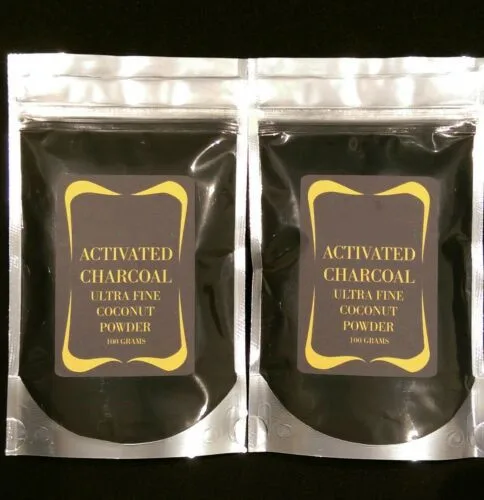 ACTIVATED
CHARCOAL
ULTRA FINE
COCONUT
POWDER
100 GRAMS
ACTIVATED
CHARCOAL
ULTRA FINE
COCONUT
POWDER
100 GRAMS